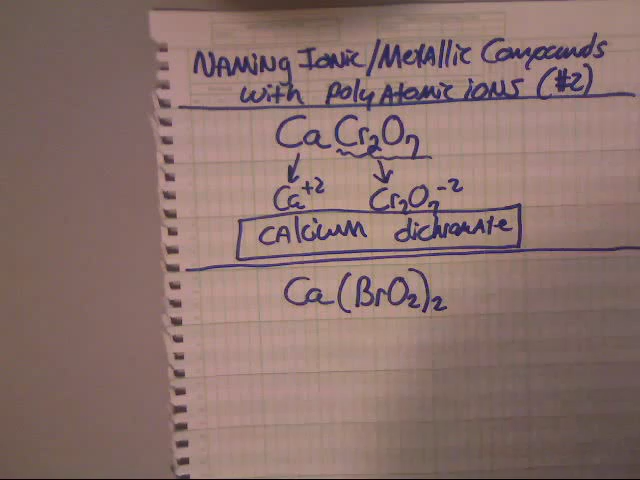 NAMING IONIC/METALLIC COMPOUNDS
with POLYATOMIC IONS (#2)
CaCr₂O₇
Ca⁺² Cr₂O₇⁻²
CALCIUM dichromate
Ca(BrO₂)₂